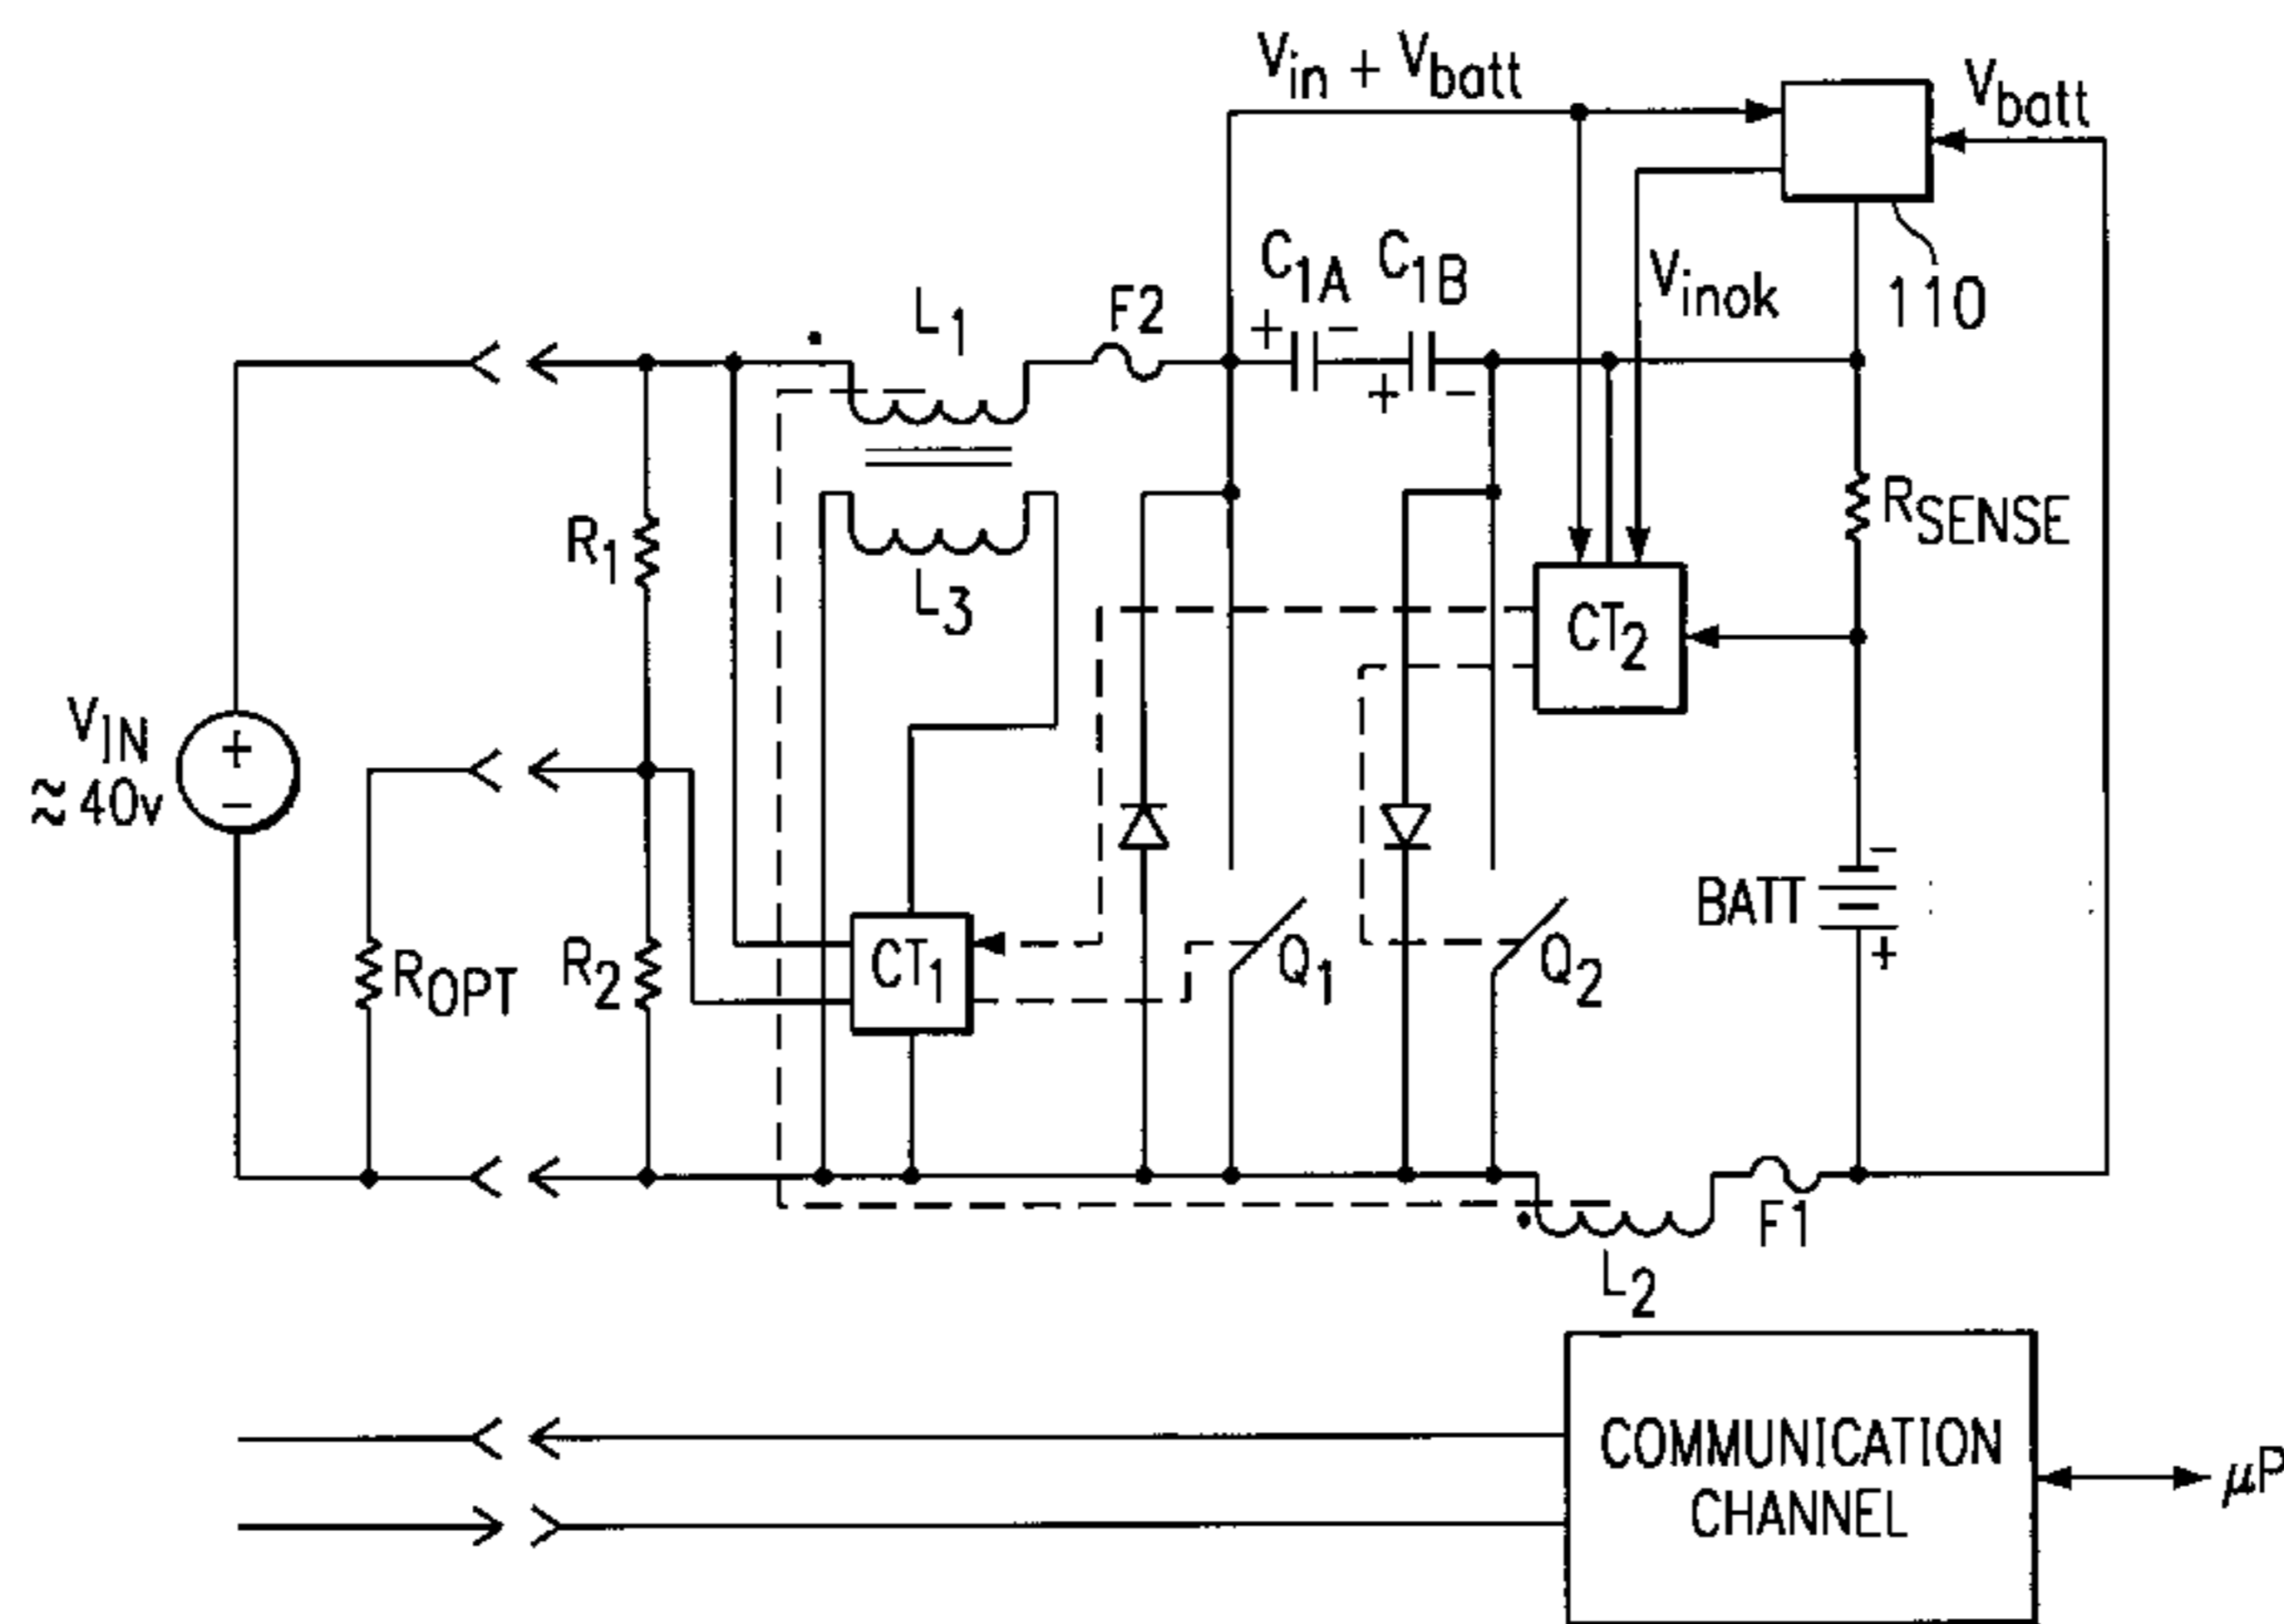 Vin + Vbatt
Vbatt
C1A
C1B
+
−
+
−
Vinok
110
L1
F2
R1
L3
RSENSE
CT2
VIN
≈ 40v
+
−
ROPT
R2
CT1
Q1
Q2
BATT
−
+
F1
L2
COMMUNICATION
CHANNEL
μP